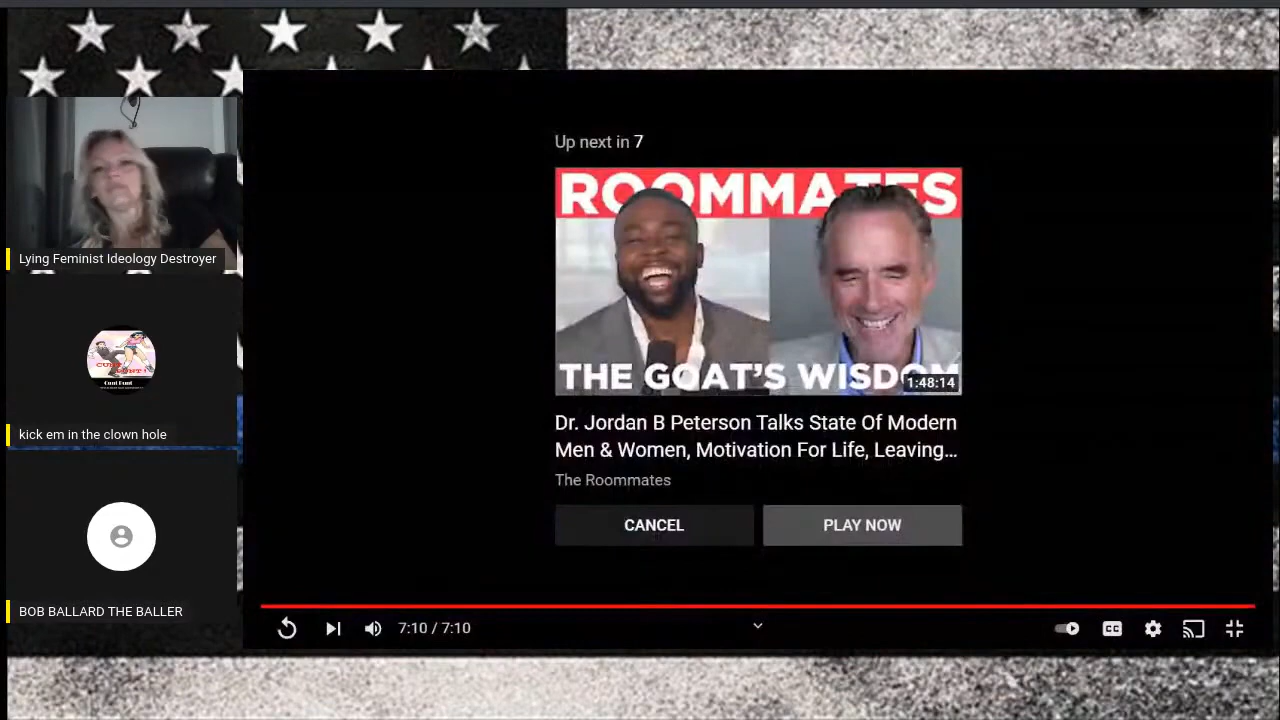 Up next in 7
ROOMMATES
THE GOAT'S WISDOM
1:48:14
Dr. Jordan B Peterson Talks State Of Modern
Men & Women, Motivation For Life, Leaving...
The Roommates
CANCEL
PLAY NOW
7:10 / 7:10
CC
Lying Feminist Ideology Destroyer
kick em in the clown hole
BOB BALLARD THE BALLER